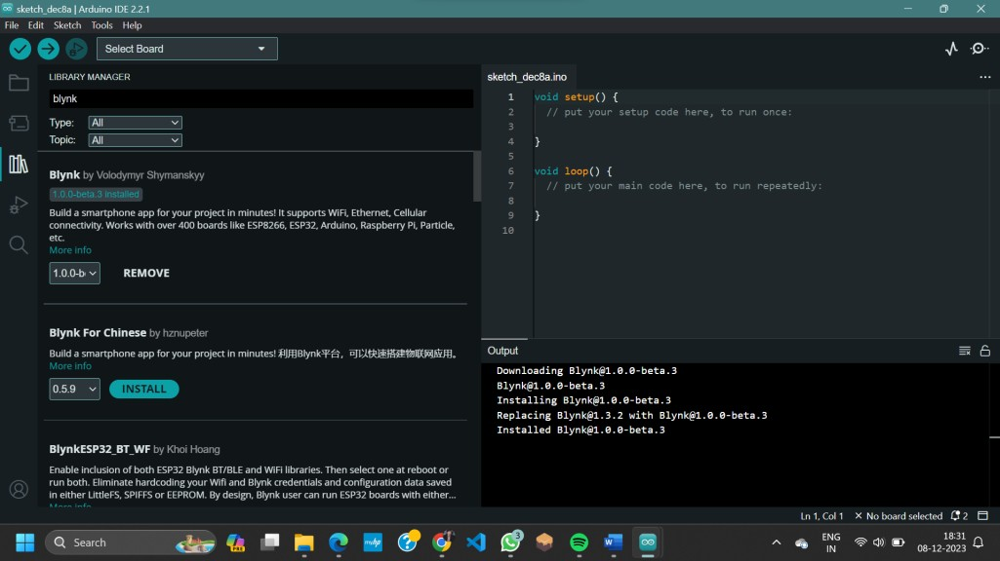 sketch_dec8a | Arduino IDE 2.2.1
File Edit Sketch Tools Help
Select Board
LIBRARY MANAGER
blynk
Type: All
Topic: All
Blynk by Volodymyr Shymanskyy
1.0.0-beta.3 installed
Build a smartphone app for your project in minutes! It supports WiFi, Ethernet, Cellular
connectivity. Works with over 400 boards like ESP8266, ESP32, Arduino, Raspberry Pi, Particle,
etc.
More info
1.0.0-b
REMOVE
Blynk For Chinese by hznupeter
Build a smartphone app for your project in minutes! 利用Blynk平台，可以快速搭建物联网应用。
More info
0.5.9
INSTALL
BlynkESP32_BT_WF by Khoi Hoang
Enable inclusion of both ESP32 Blynk BT/BLE and WiFi libraries. Then select one at reboot or
run both. Eliminate hardcoding your Wifi and Blynk credentials and configuration data saved
in either LittleFS, SPIFFS or EEPROM. By design, Blynk user can run ESP32 boards with either...
More info
sketch_dec8a.ino
1 void setup() {
2 // put your setup code here, to run once:
3
4 }
5
6 void loop() {
7 // put your main code here, to run repeatedly:
8
9 }
10
Output
Downloading Blynk@1.0.0-beta.3
Blynk@1.0.0-beta.3
Installing Blynk@1.0.0-beta.3
Replacing Blynk@1.3.2 with Blynk@1.0.0-beta.3
Installed Blynk@1.0.0-beta.3
Ln 1, Col 1 × No board selected 2
Search
PRE
3
ENG
IN
18:31
08-12-2023